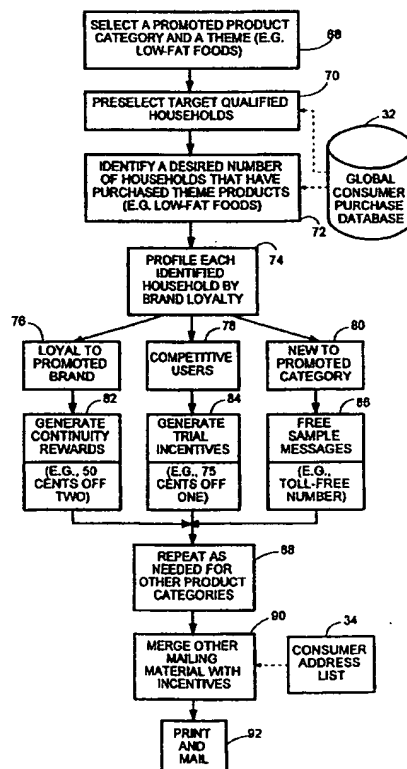 SELECT A PROMOTED PRODUCT
CATEGORY AND A THEME (E.G.
LOW-FAT FOODS)
68
70
PRESELECT TARGET QUALIFIED
HOUSEHOLDS
32
IDENTIFY A DESIRED NUMBER
OF HOUSEHOLDS THAT HAVE
PURCHASED THEME PRODUCTS
(E.G. LOW-FAT FOODS)
GLOBAL
CONSUMER
PURCHASE
DATABASE
72
74
PROFILE EACH
IDENTIFIED
HOUSEHOLD BY
BRAND LOYALTY
76
LOYAL TO
PROMOTED
BRAND
78
COMPETITIVE
USERS
80
NEW TO
PROMOTED
CATEGORY
82
GENERATE
CONTINUITY
REWARDS
(E.G., 50
CENTS OFF
TWO)
84
GENERATE
TRIAL
INCENTIVES
(E.G., 75
CENTS OFF
ONE)
86
FREE
SAMPLE
MESSAGES
(E.G.,
TOLL-FREE
NUMBER)
88
REPEAT AS
NEEDED FOR
OTHER PRODUCT
CATEGORIES
90
MERGE OTHER
MAILING
MATERIAL WITH
INCENTIVES
34
CONSUMER
ADDRESS
LIST
PRINT
AND
MAIL
92